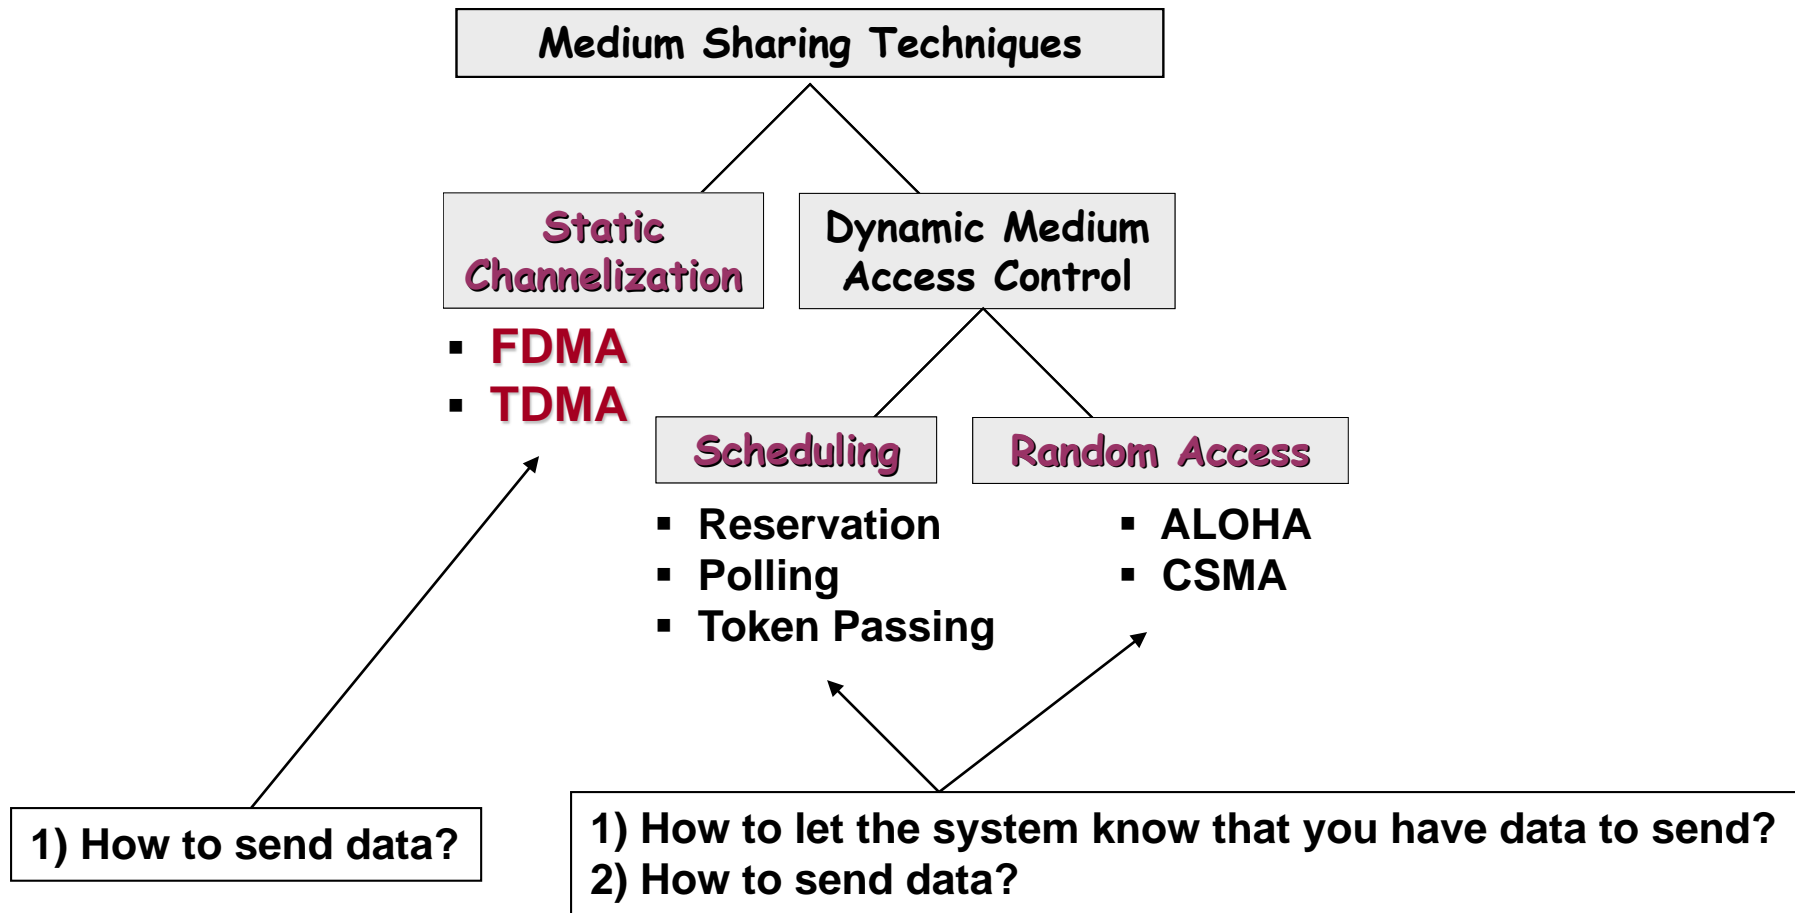 Medium Sharing Techniques
Static
Channelization
Dynamic Medium
Access Control
▪ FDMA
▪ TDMA
Scheduling
Random Access
▪ Reservation
▪ Polling
▪ Token Passing
▪ ALOHA
▪ CSMA
1) How to send data?
1) How to let the system know that you have data to send?
2) How to send data?